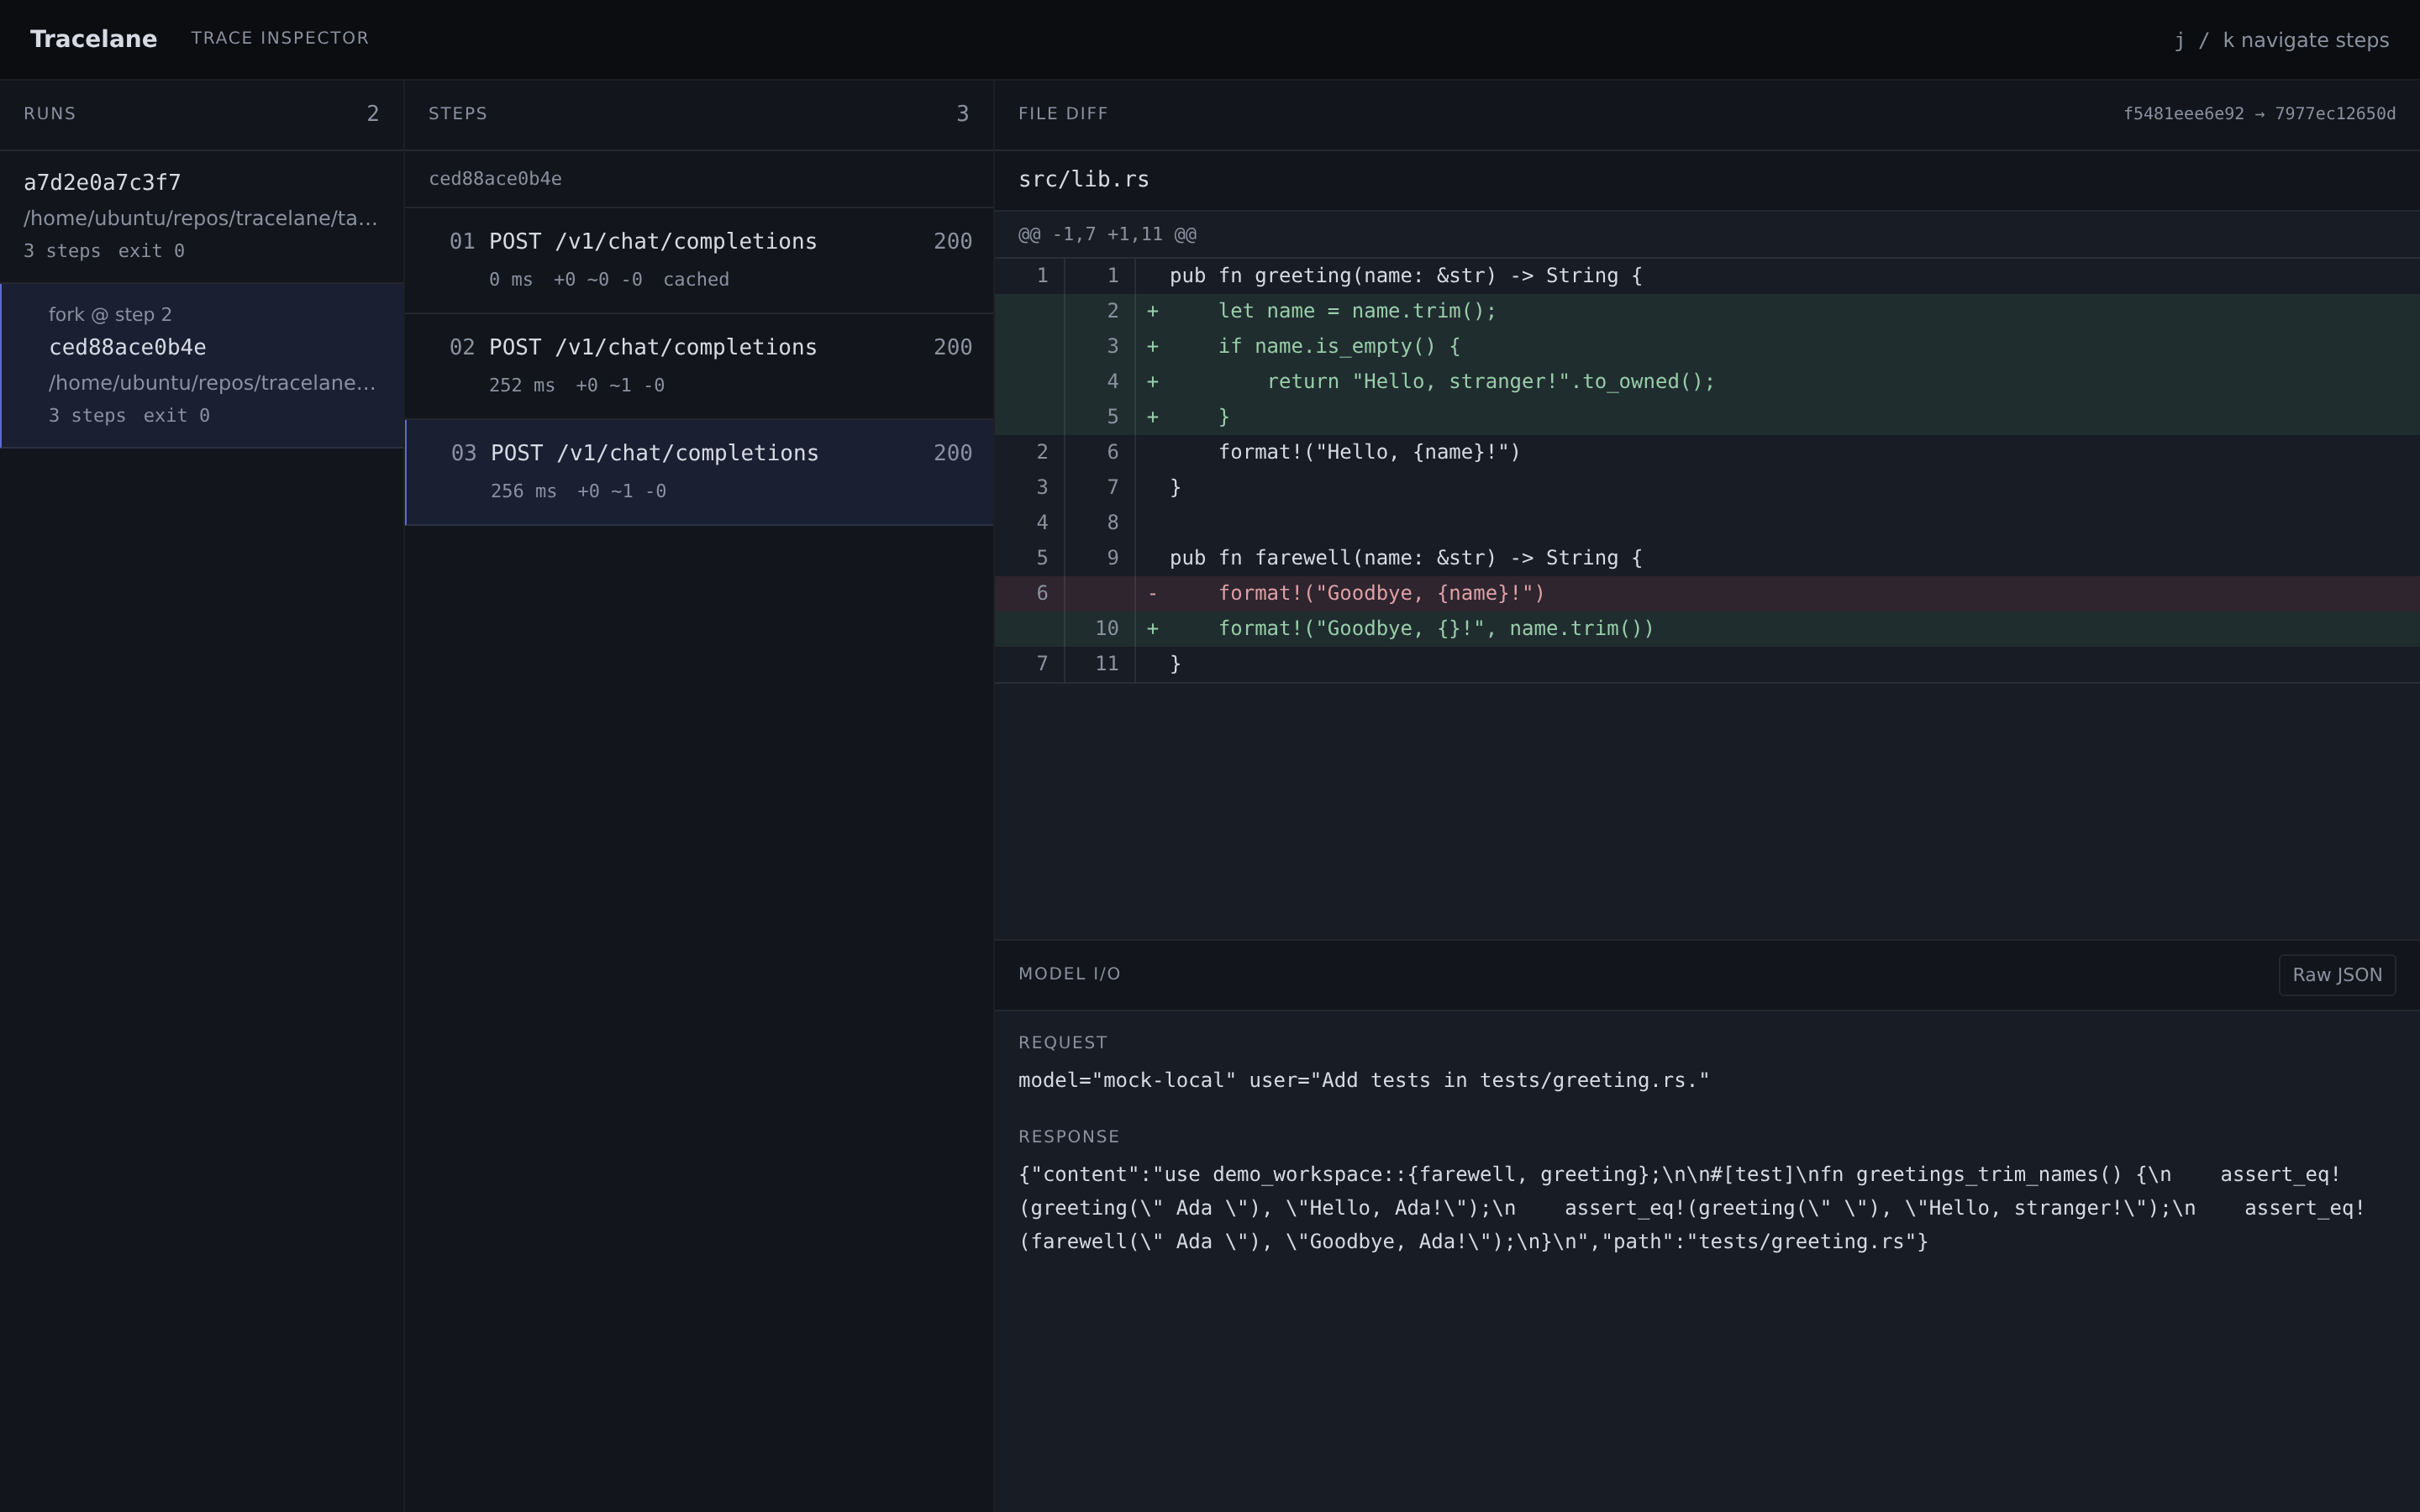 Tracelane TRACE INSPECTOR j / k navigate steps
RUNS 2
a7d2e0a7c3f7
/home/ubuntu/repos/tracelane/ta…
3 steps exit 0
fork @ step 2
ced88ace0b4e
/home/ubuntu/repos/tracelane…
3 steps exit 0
STEPS 3
ced88ace0b4e
01 POST /v1/chat/completions 200
0 ms +0 ~0 -0 cached
02 POST /v1/chat/completions 200
252 ms +0 ~1 -0
03 POST /v1/chat/completions 200
256 ms +0 ~1 -0
FILE DIFF f5481eee6e92 → 7977ec12650d
src/lib.rs
@@ -1,7 +1,11 @@
1 1 pub fn greeting(name: &str) -> String {
2 +     let name = name.trim();
3 +     if name.is_empty() {
4 +         return "Hello, stranger!".to_owned();
5 +     }
2 6     format!("Hello, {name}!")
3 7 }
4 8
5 9 pub fn farewell(name: &str) -> String {
6 -     format!("Goodbye, {name}!")
10 +     format!("Goodbye, {}!", name.trim())
7 11 }
MODEL I/O Raw JSON
REQUEST
model="mock-local" user="Add tests in tests/greeting.rs."
RESPONSE
{"content":"use demo_workspace::{farewell, greeting};\n\n#[test]\nfn greetings_trim_names() {\n    assert_eq!
(greeting(\" Ada \"), \"Hello, Ada!\");\n    assert_eq!(greeting(\" \"), \"Hello, stranger!\");\n    assert_eq!
(farewell(\" Ada \"), \"Goodbye, Ada!\");\n}\n","path":"tests/greeting.rs"}